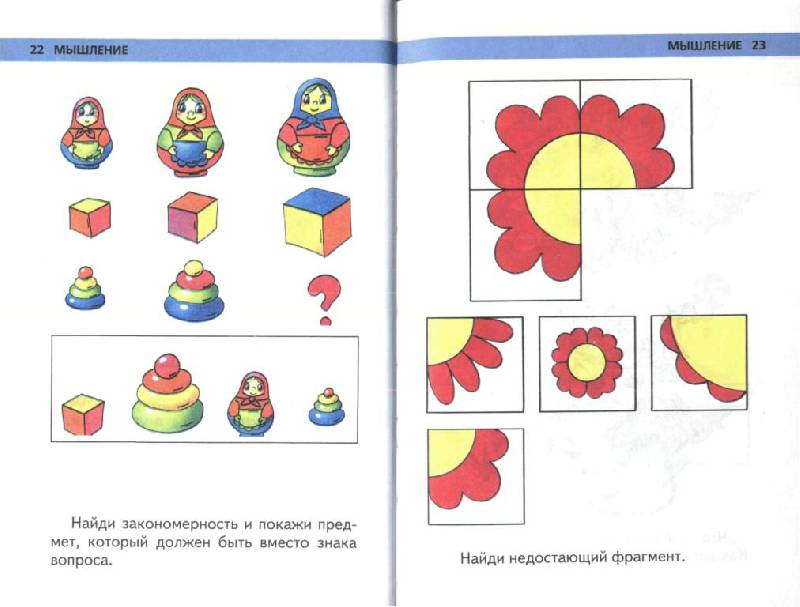 22 МЫШЛЕНИЕ
?
Найди закономерность и покажи пред-
мет, который должен быть вместо знака
вопроса.
МЫШЛЕНИЕ 23
Найди недостающий фрагмент.